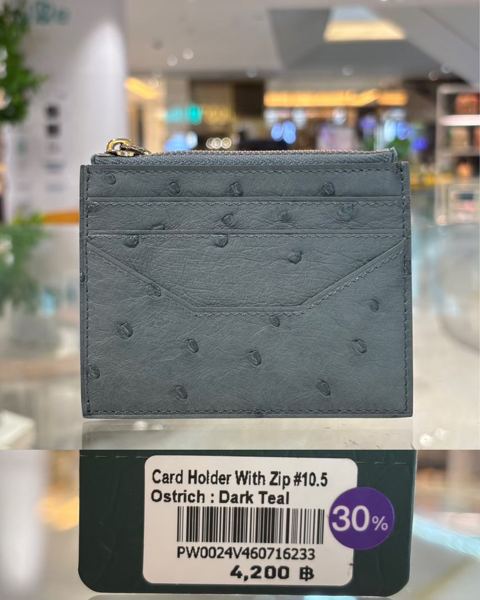 Card Holder With Zip #10.5
Ostrich : Dark Teal
30%
PW0024V460716233
4,200 ฿